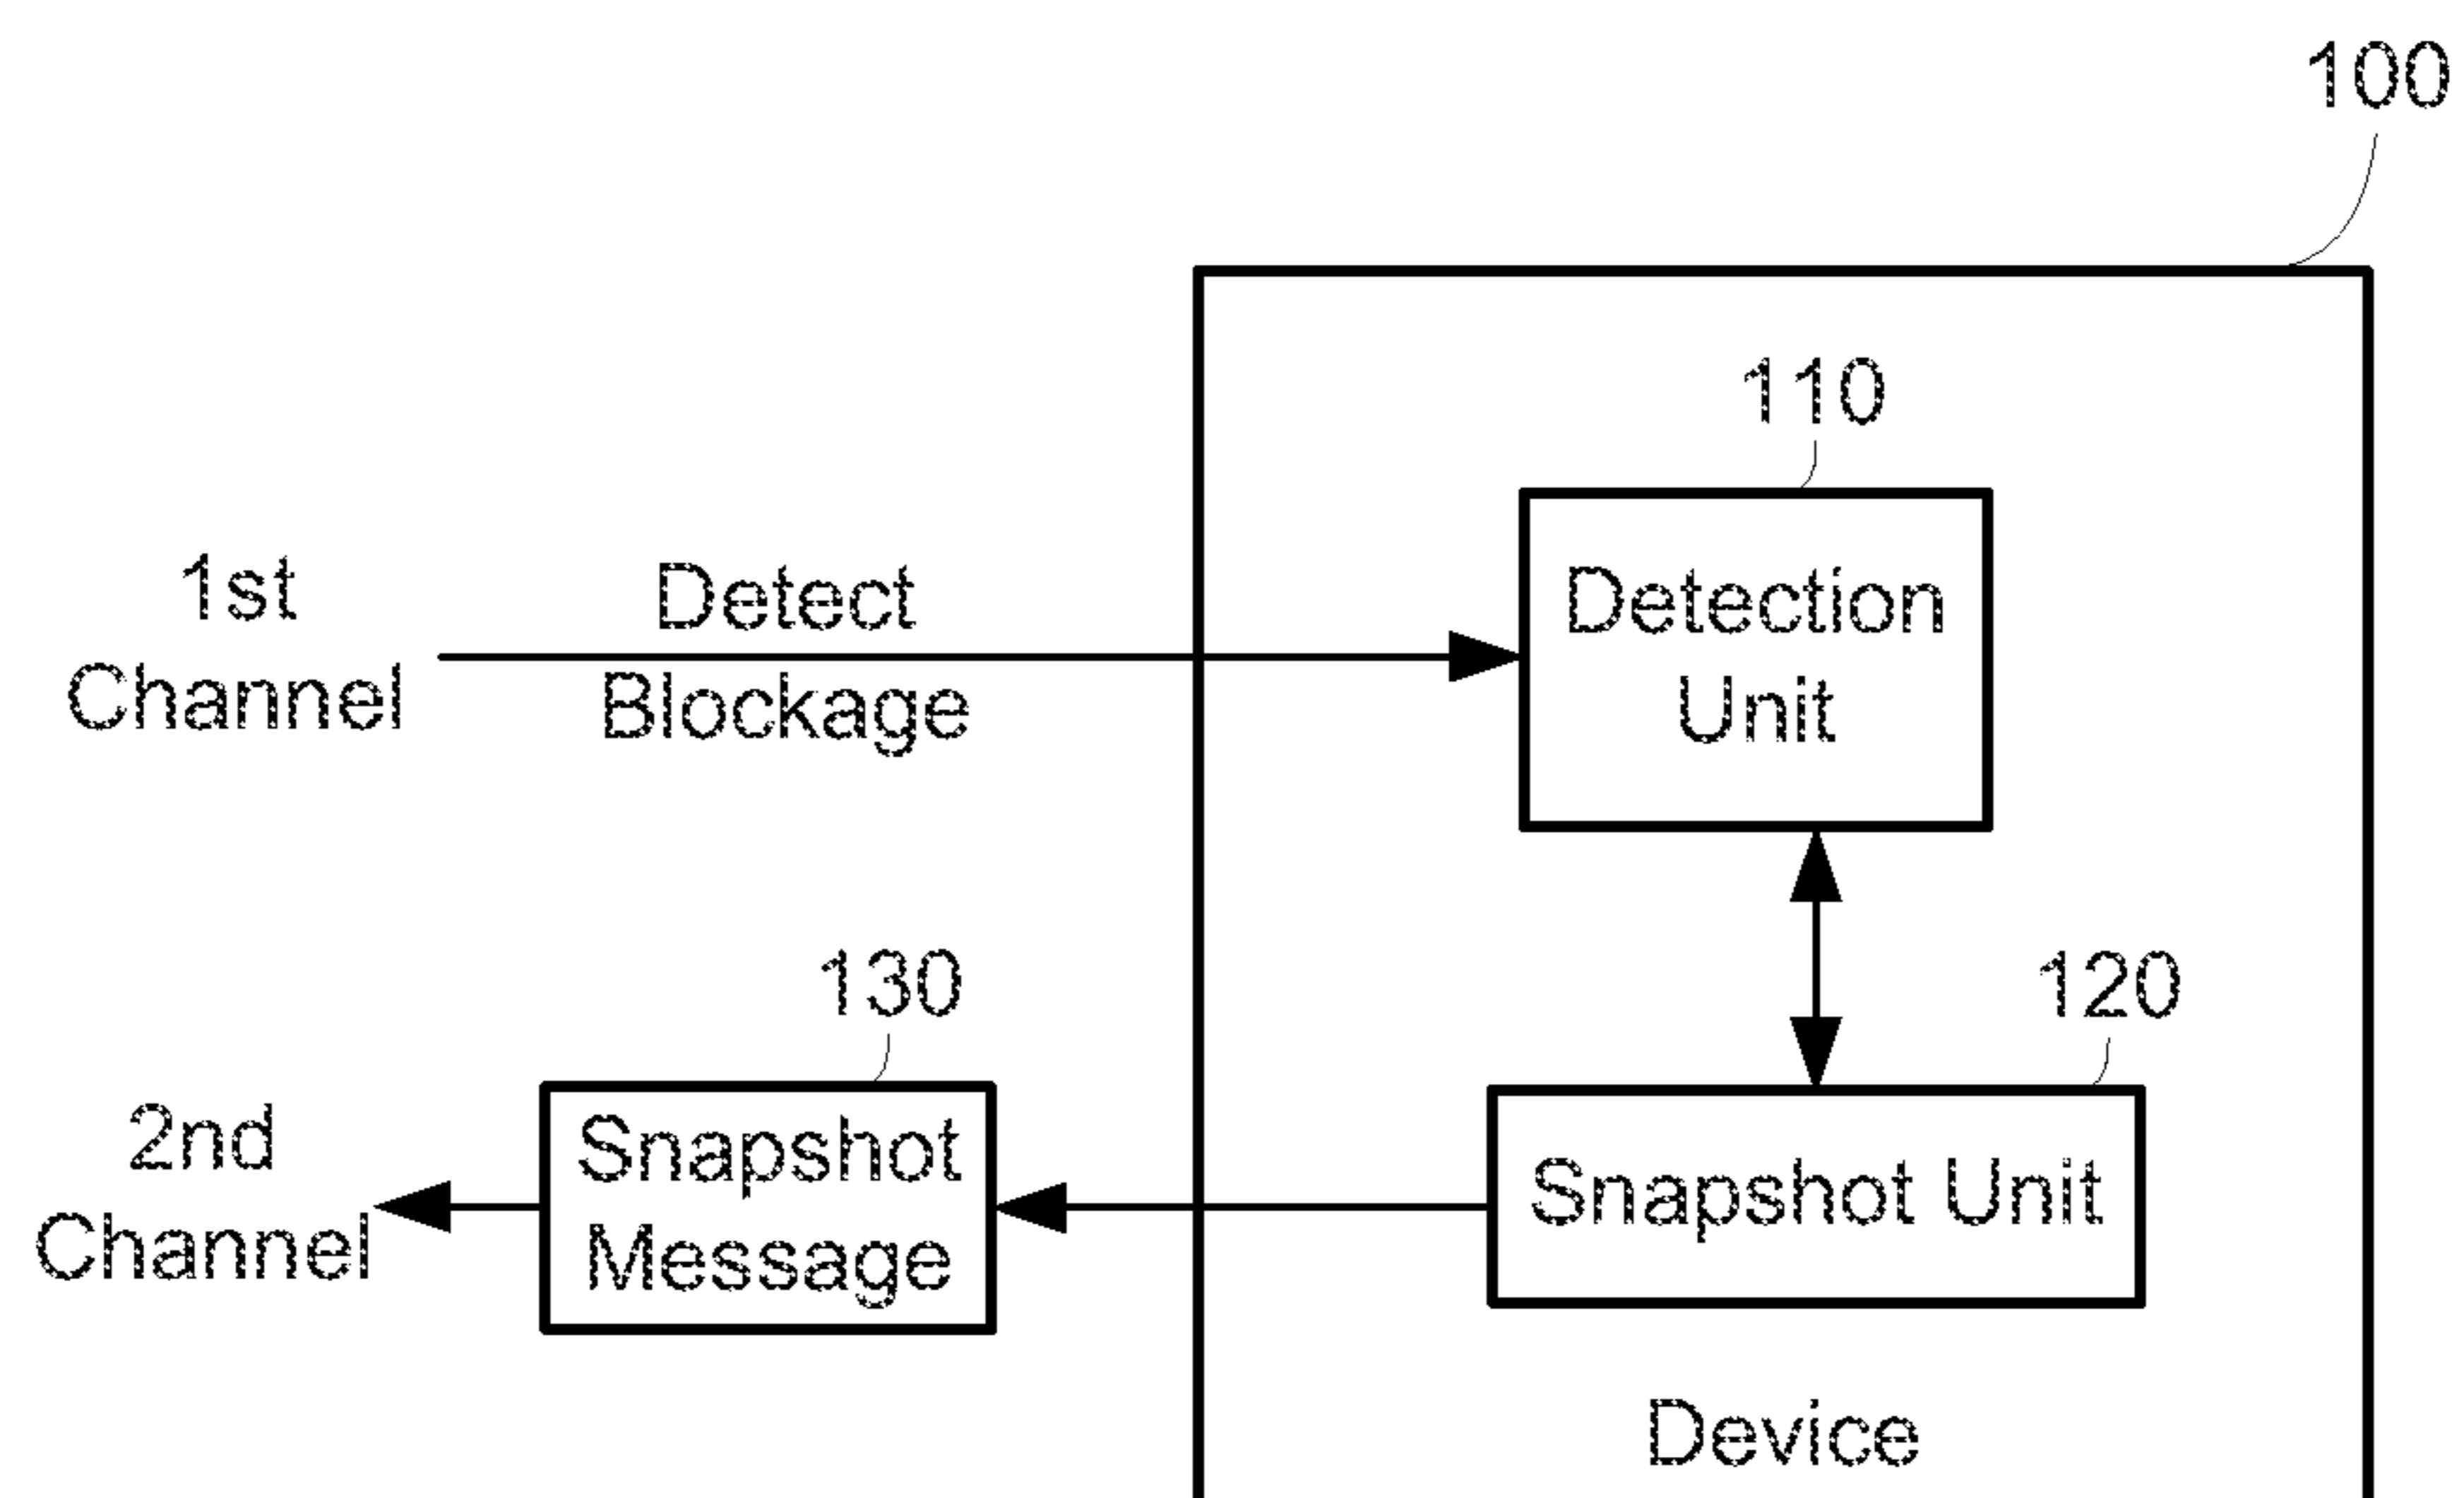 100
110
1st
Channel
Detect
Blockage
Detection
Unit
130
120
2nd
Channel
Snapshot
Message
Snapshot Unit
Device